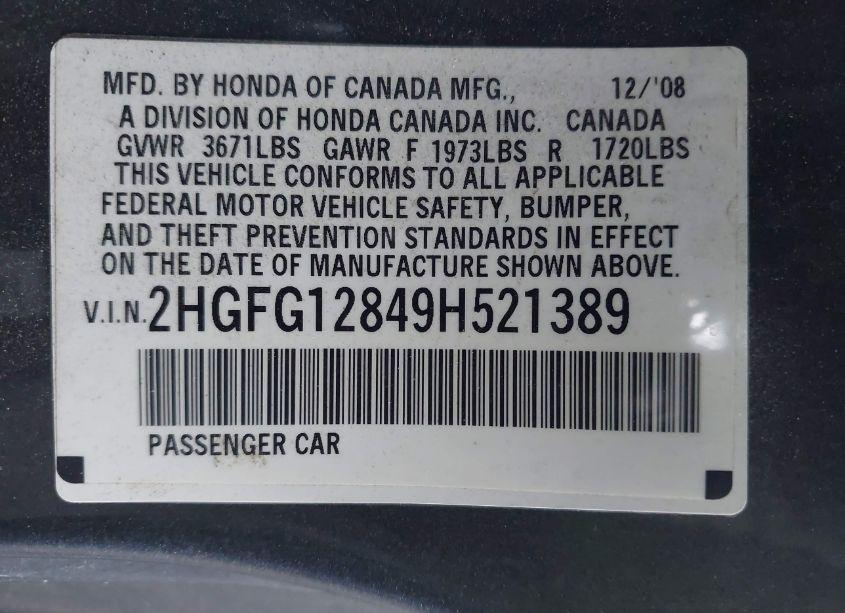 MFD. BY HONDA OF CANADA MFG., 12/'08
A DIVISION OF HONDA CANADA INC. CANADA
GVWR 3671LBS GAWR F 1973LBS R 1720LBS
THIS VEHICLE CONFORMS TO ALL APPLICABLE
FEDERAL MOTOR VEHICLE SAFETY, BUMPER,
AND THEFT PREVENTION STANDARDS IN EFFECT
ON THE DATE OF MANUFACTURE SHOWN ABOVE.
V.I.N. 2HGFG12849H521389
PASSENGER CAR